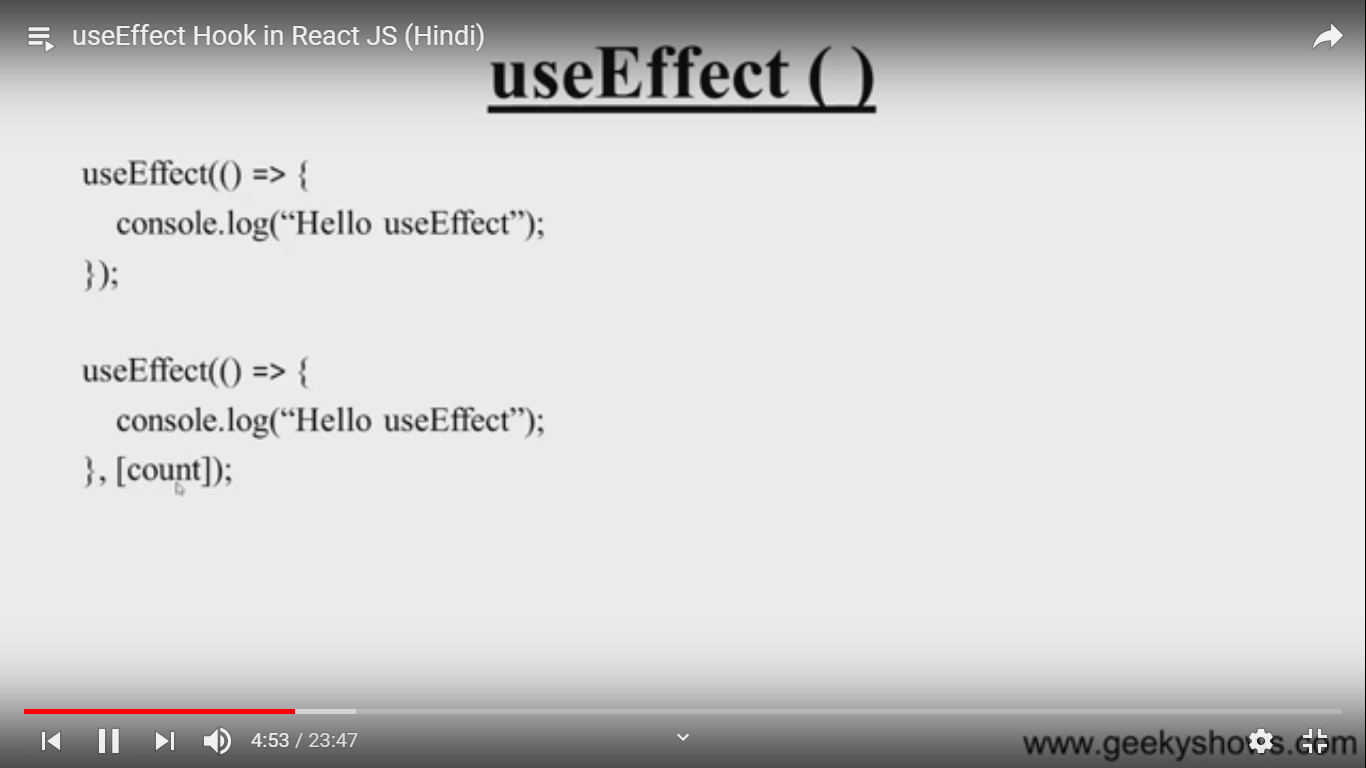 useEffect Hook in React JS (Hindi)
useEffect ( )
useEffect(() => {
console.log(“Hello useEffect”);
});
useEffect(() => {
console.log(“Hello useEffect”);
}, [count]);
4:53 / 23:47
www.geekyshows.com